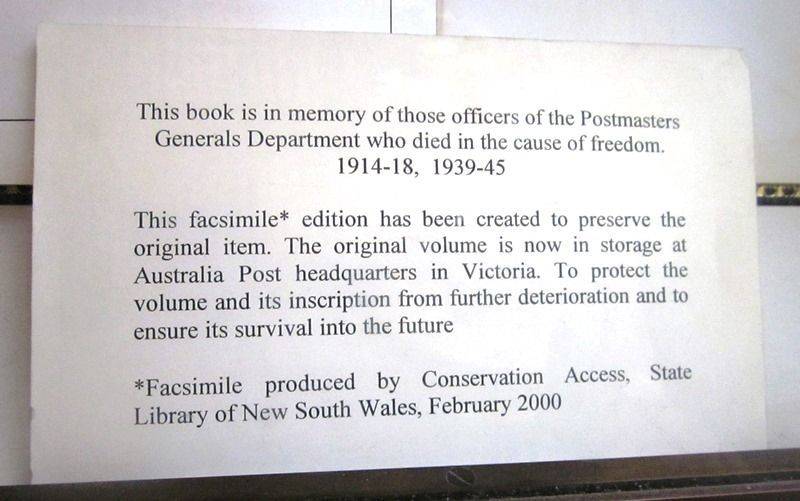 This book is in memory of those officers of the Postmasters
Generals Department who died in the cause of freedom.
1914-18, 1939-45
This facsimile* edition has been created to preserve the
original item. The original volume is now in storage at
Australia Post headquarters in Victoria. To protect the
volume and its inscription from further deterioration and to
ensure its survival into the future
*Facsimile produced by Conservation Access, State
Library of New South Wales, February 2000